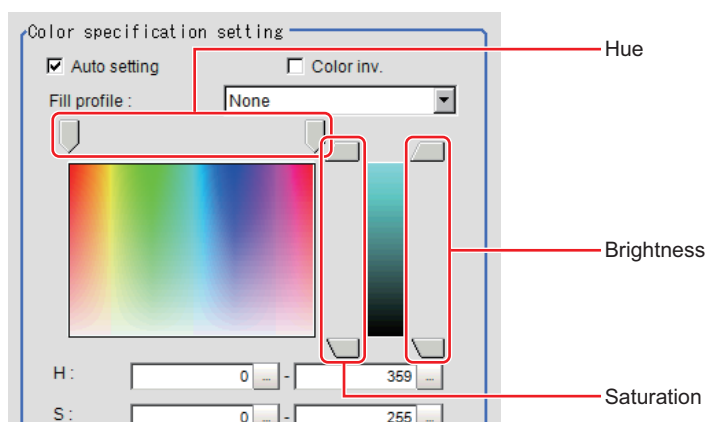 Color specification setting
Hue
Auto setting
Color inv.
Fill profile :
None
Brightness
H :
0 ... - 359 ...
Saturation
S :
0 ... - 255 ...